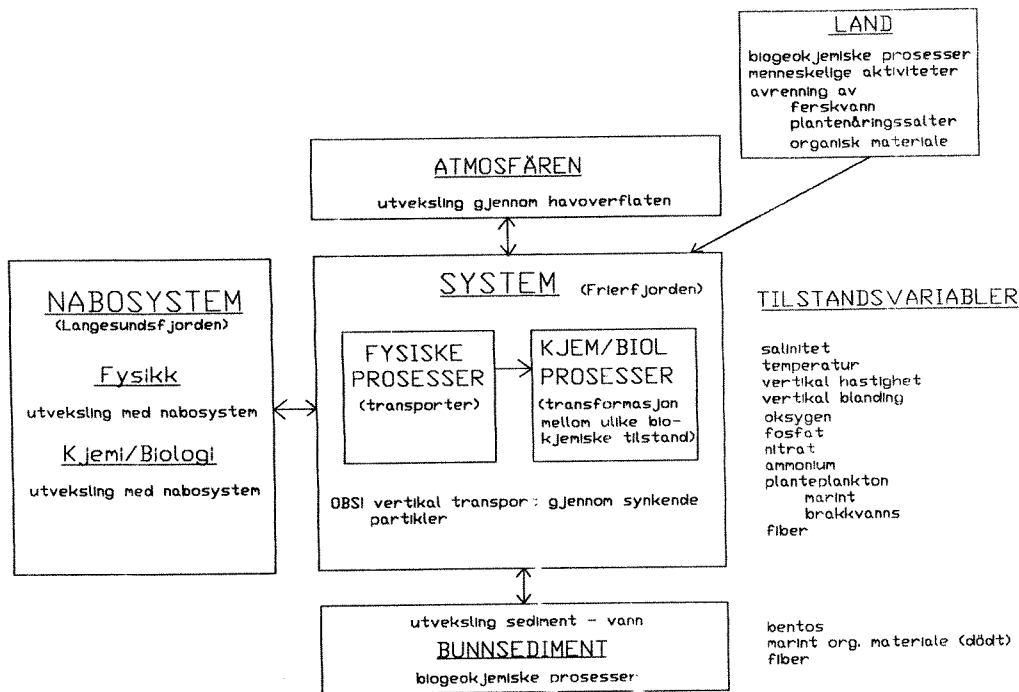 LAND
biogeokjemiske prosesser
menneskelige aktiviteter
avrenning av
ferskvann
plantenåringssalter
organisk materiale
ATMOSFÄREN
utveksling gjennom havoverflaten
NABOSYSTEM
(Langesundsfjorden)
Fysikk
utveksling med nabosystem
Kjemi/Biologi
utveksling med nabosystem
SYSTEM (Frierfjorden)
FYSISKE
PROSESSER
(transporter)
KJEM/BIOL
PROSESSER
(transformasjon
mellom ulike bio-
kjemiske tilstand)
OBS! vertikal transpor: gjennom synkende
partikler
TILSTANDSVARIABLER
salinitet
temperatur
vertikal hastighet
vertikal blanding
oksygen
fosfat
nitrat
ammonium
planteplankton
marint
brakkvanns
fiber
utveksling sediment - vann
BUNNSEDIMENT
biogeokjemiske prosesser
bentos
marint org. materiale (dödt)
fiber